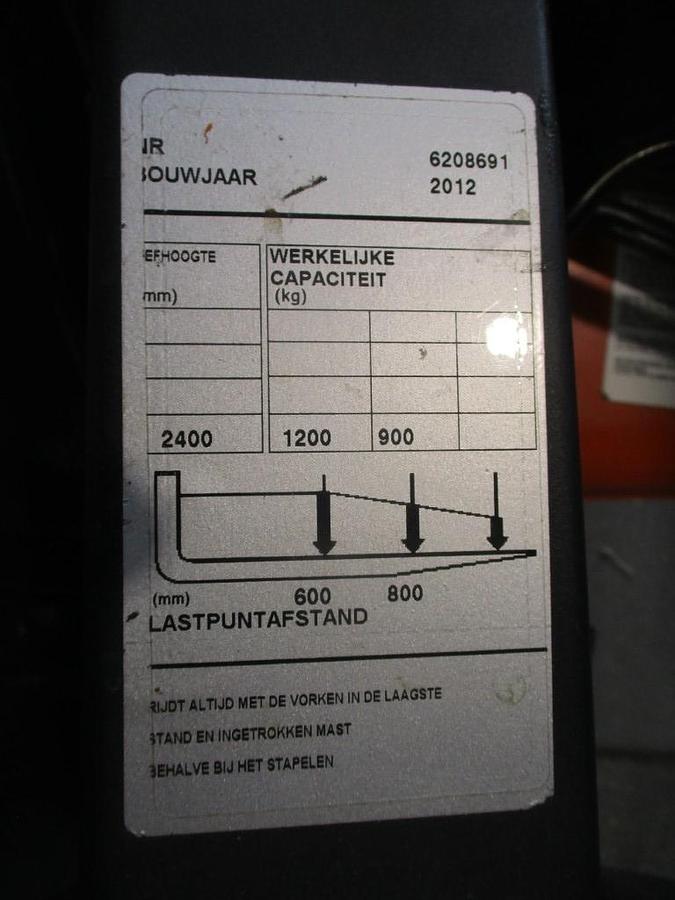 NR 6208691
BOUWJAAR 2012
EFHOOGTE WERKELIJKE
CAPACITEIT
mm) (kg)
2400 1200 900
(mm) 600 800
LASTPUNTAFSTAND
RIJDT ALTIJD MET DE VORKEN IN DE LAAGSTE
STAND EN INGETROKKEN MAST
BEHALVE BIJ HET STAPELEN